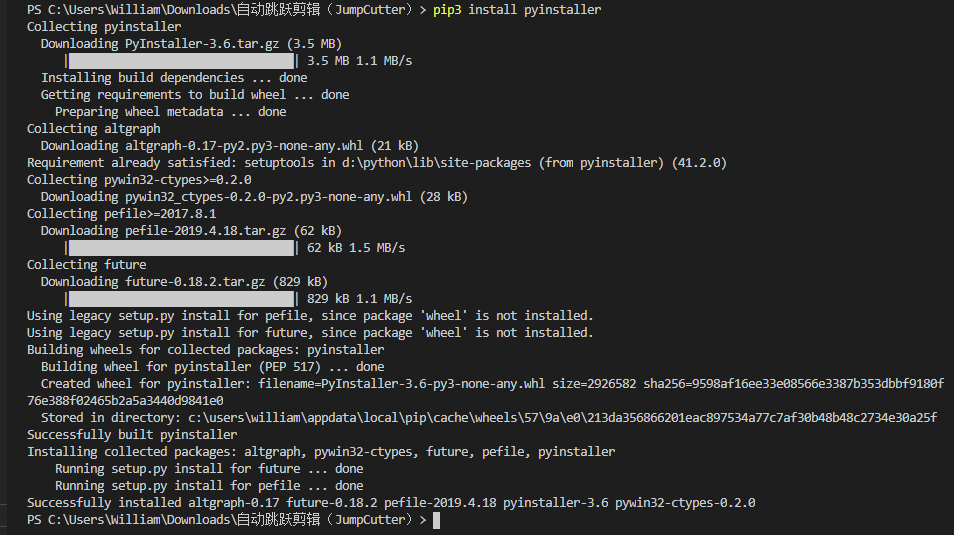 PS C:\Users\William\Downloads\自动跳跃剪辑（JumpCutter）> pip3 install pyinstaller
Collecting pyinstaller
Downloading PyInstaller-3.6.tar.gz (3.5 MB)
| | 3.5 MB 1.1 MB/s
Installing build dependencies ... done
Getting requirements to build wheel ... done
Preparing wheel metadata ... done
Collecting altgraph
Downloading altgraph-0.17-py2.py3-none-any.whl (21 kB)
Requirement already satisfied: setuptools in d:\python\lib\site-packages (from pyinstaller) (41.2.0)
Collecting pywin32-ctypes>=0.2.0
Downloading pywin32_ctypes-0.2.0-py2.py3-none-any.whl (28 kB)
Collecting pefile>=2017.8.1
Downloading pefile-2019.4.18.tar.gz (62 kB)
| | 62 kB 1.5 MB/s
Collecting future
Downloading future-0.18.2.tar.gz (829 kB)
| | 829 kB 1.1 MB/s
Using legacy setup.py install for pefile, since package 'wheel' is not installed.
Using legacy setup.py install for future, since package 'wheel' is not installed.
Building wheels for collected packages: pyinstaller
Building wheel for pyinstaller (PEP 517) ... done
Created wheel for pyinstaller: filename=PyInstaller-3.6-py3-none-any.whl size=2926582 sha256=9598af16ee33e08566e3387b353dbbf9180f
76e388f02465b2a5a3440d9841e0
Stored in directory: c:\users\william\appdata\local\pip\cache\wheels\57\9a\e0\213da356866201eac897534a77c7af30b48b48c2734e30a25f
Successfully built pyinstaller
Installing collected packages: altgraph, pywin32-ctypes, future, pefile, pyinstaller
Running setup.py install for future ... done
Running setup.py install for pefile ... done
Successfully installed altgraph-0.17 future-0.18.2 pefile-2019.4.18 pyinstaller-3.6 pywin32-ctypes-0.2.0
PS C:\Users\William\Downloads\自动跳跃剪辑（JumpCutter）>